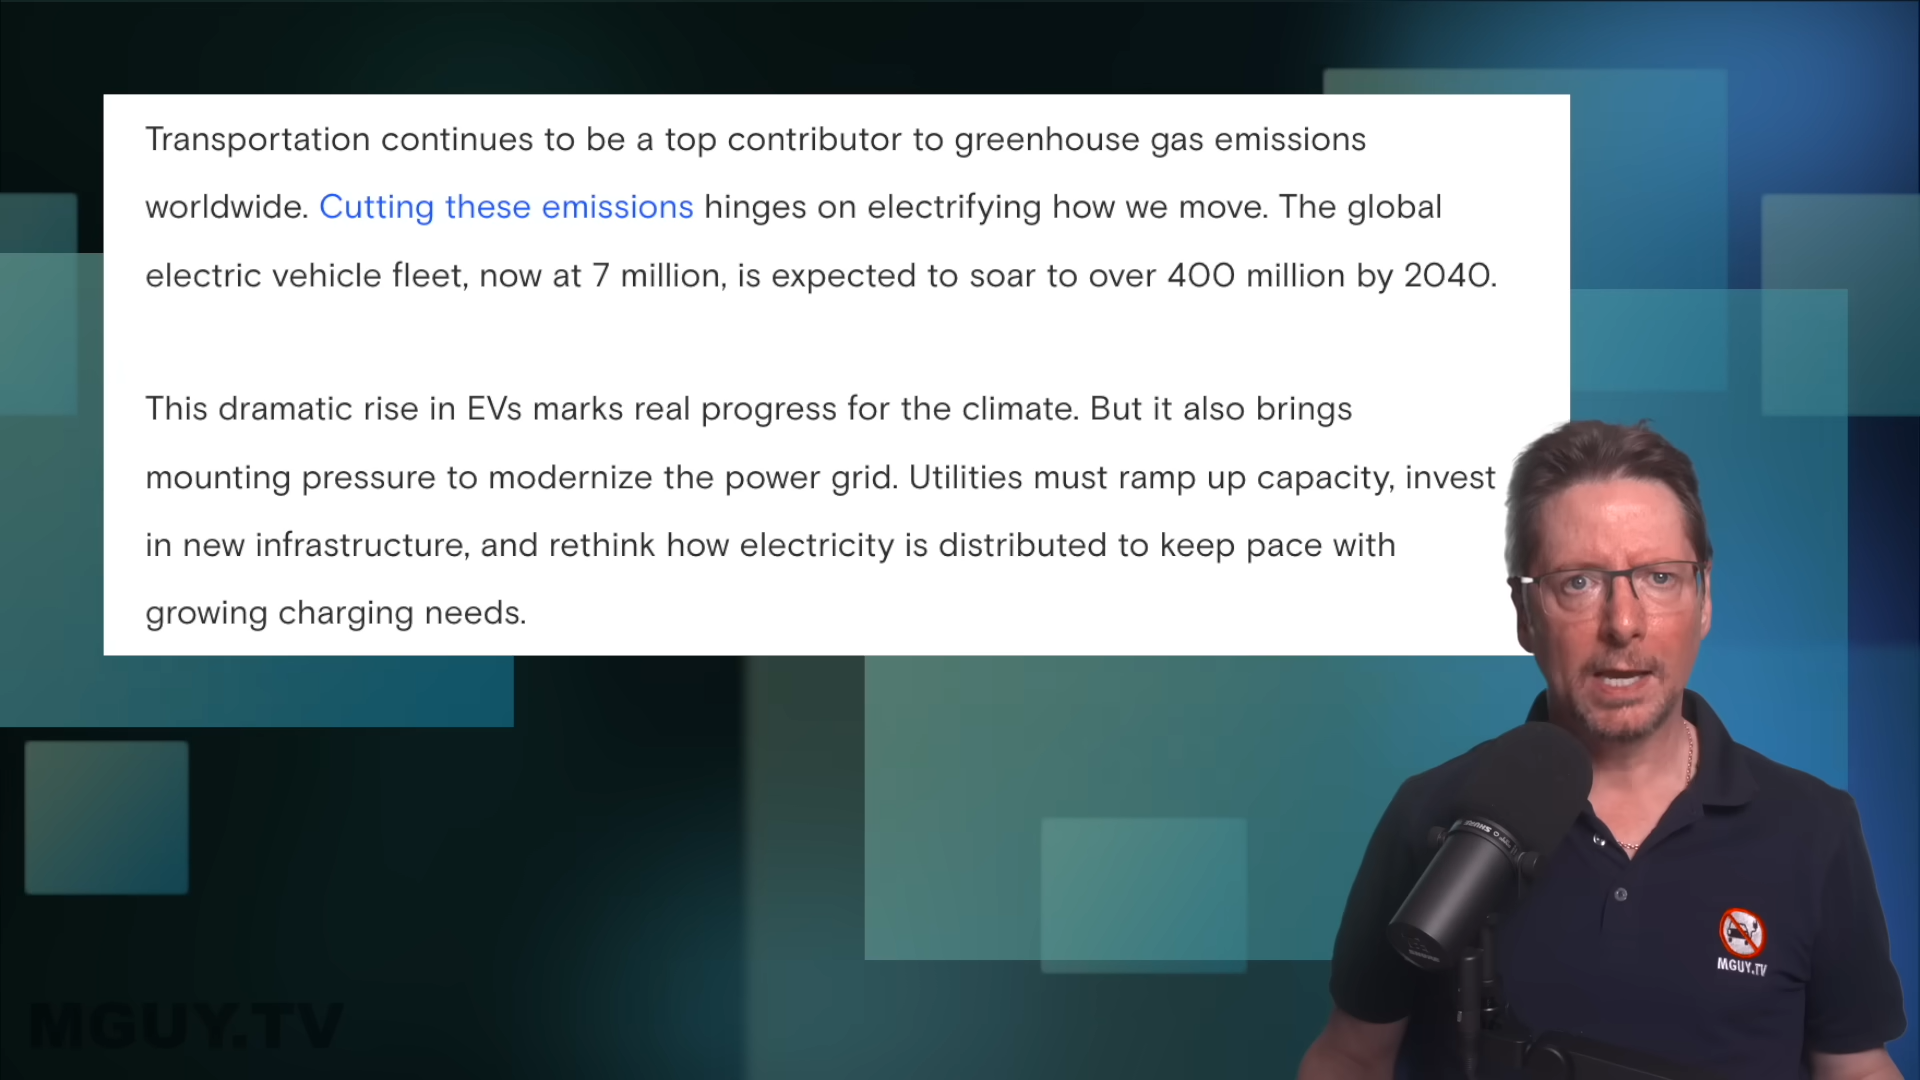 Transportation continues to be a top contributor to greenhouse gas emissions
worldwide. Cutting these emissions hinges on electrifying how we move. The global
electric vehicle fleet, now at 7 million, is expected to soar to over 400 million by 2040.
This dramatic rise in EVs marks real progress for the climate. But it also brings
mounting pressure to modernize the power grid. Utilities must ramp up capacity, invest
in new infrastructure, and rethink how electricity is distributed to keep pace with
growing charging needs.
SHURE
MGUY.TV
MGUY.TV